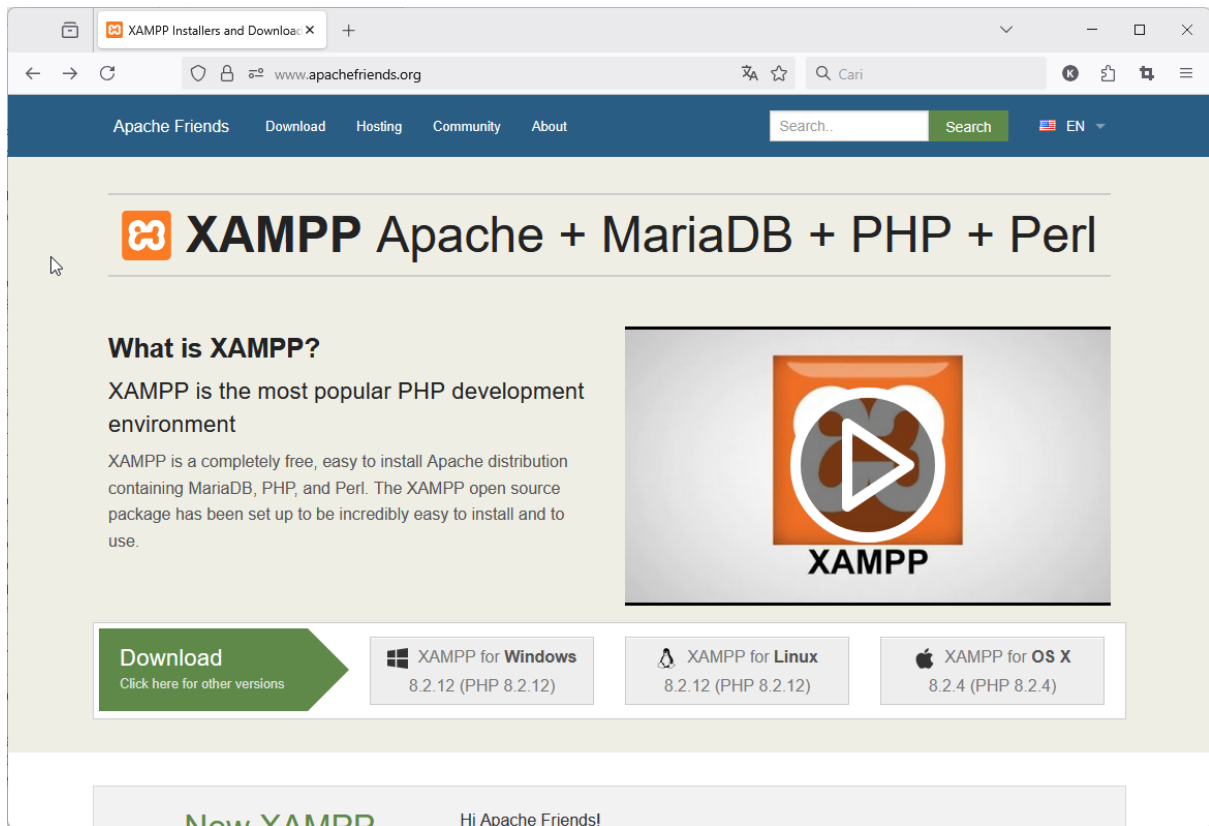 XAMPP Installers and Downloac
www.apachefriends.org
Cari
K
Apache Friends Download Hosting Community About
Search..
Search
EN
XAMPP Apache + MariaDB + PHP + Perl
What is XAMPP?
XAMPP is the most popular PHP development
environment
XAMPP is a completely free, easy to install Apache distribution
containing MariaDB, PHP, and Perl. The XAMPP open source
package has been set up to be incredibly easy to install and to
use.
XAMPP
Download
Click here for other versions
XAMPP for Windows
8.2.12 (PHP 8.2.12)
XAMPP for Linux
8.2.12 (PHP 8.2.12)
XAMPP for OS X
8.2.4 (PHP 8.2.4)
New XAMPP
Hi Apache Friends!